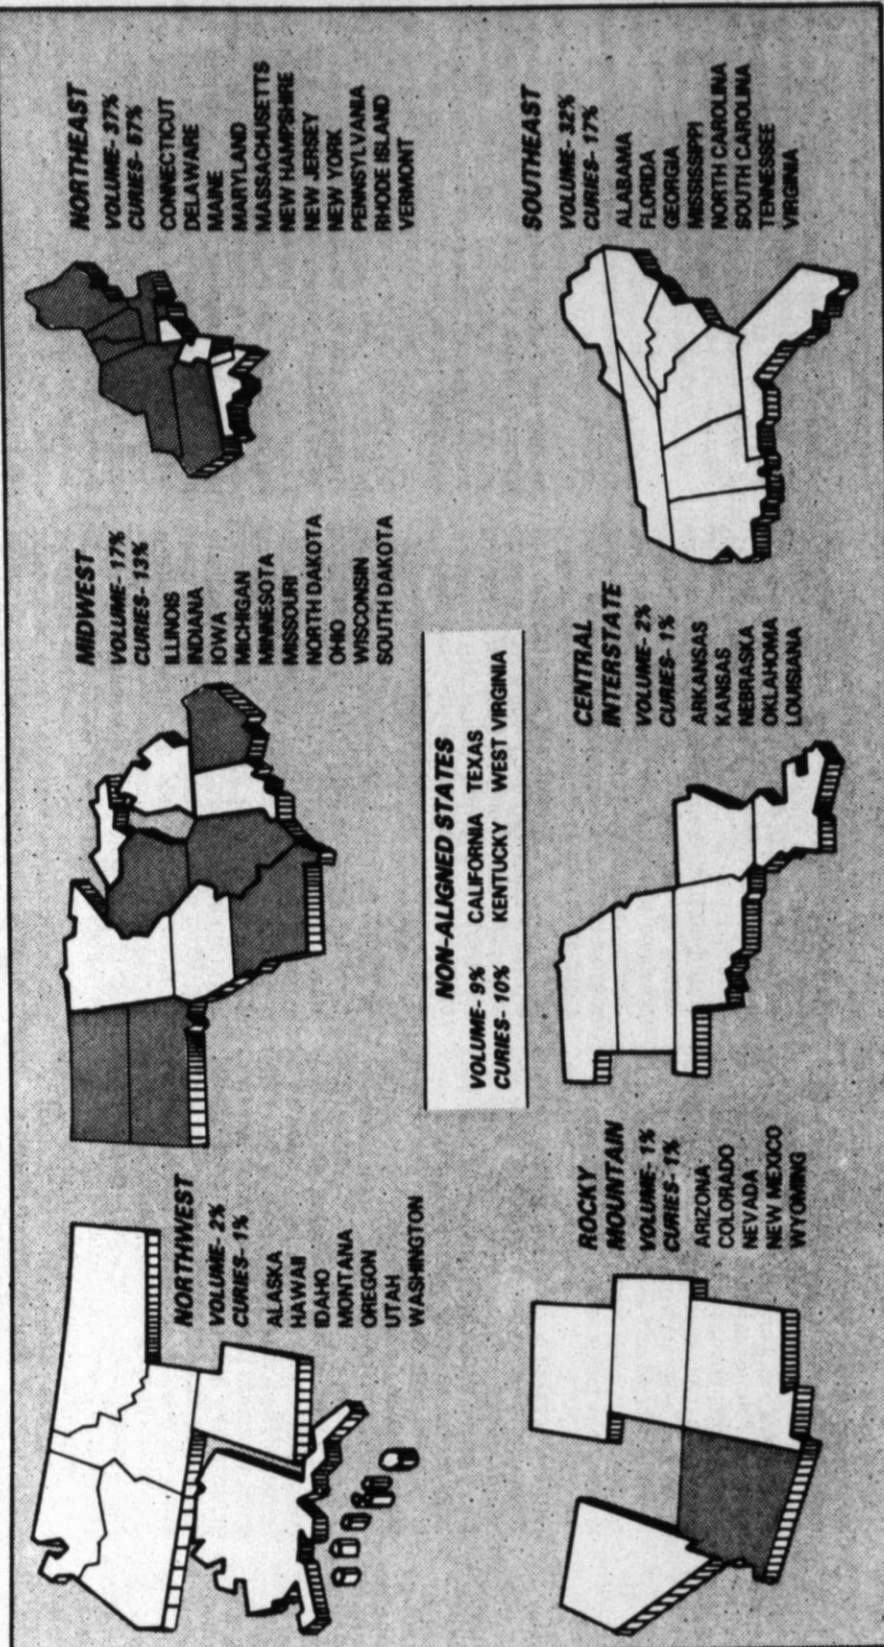 NORTHWEST
VOLUME- 2%
CURIES- 1%
ALASKA
HAWAII
IDAHO
MONTANA
OREGON
UTAH
WASHINGTON
MIDWEST
VOLUME- 17%
CURIES- 13%
ILLINOIS
INDIANA
IOWA
MICHIGAN
MINNESOTA
MISSOURI
NORTH DAKOTA
OHIO
WISCONSIN
SOUTH DAKOTA
NORTHEAST
VOLUME- 37%
CURIES- 57%
CONNECTICUT
DELAWARE
MAINE
MARYLAND
MASSACHUSETTS
NEW HAMPSHIRE
NEW JERSEY
NEW YORK
PENNSYLVANIA
RHODE ISLAND
VERMONT
NON-ALIGNED STATES
VOLUME- 9% CALIFORNIA TEXAS
CURIES- 10% KENTUCKY WEST VIRGINIA
ROCKY
MOUNTAIN
VOLUME- 1%
CURIES- 1%
ARIZONA
COLORADO
NEVADA
NEW MEXICO
WYOMING
CENTRAL
INTERSTATE
VOLUME- 2%
CURIES- 1%
ARKANSAS
KANSAS
NEBRASKA
OKLAHOMA
LOUISIANA
SOUTHEAST
VOLUME- 32%
CURIES- 17%
ALABAMA
FLORIDA
GEORGIA
MISSISSIPPI
NORTH CAROLINA
SOUTH CAROLINA
TENNESSEE
VIRGINIA